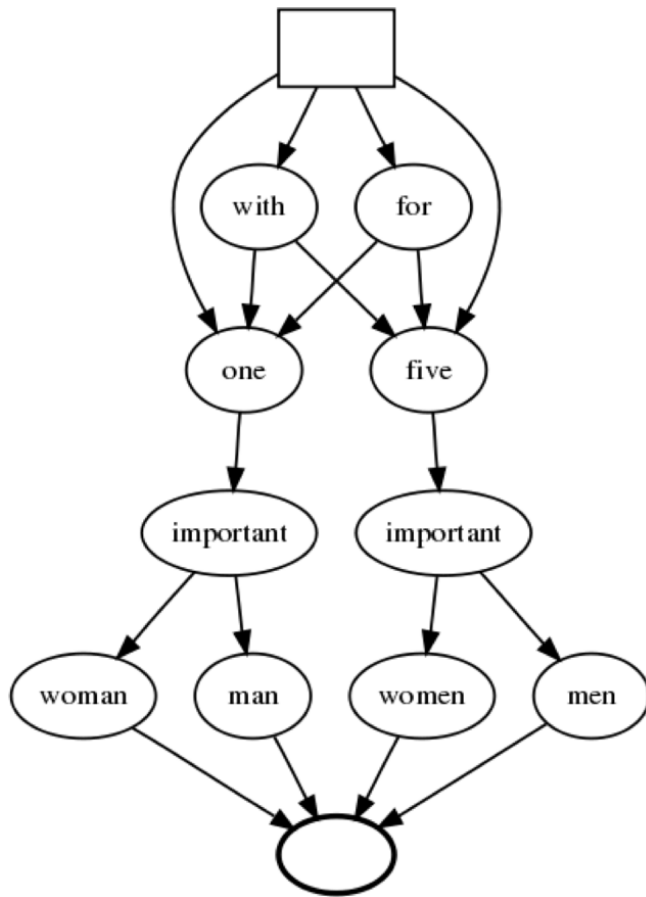 with for
one five
important important
woman man women men